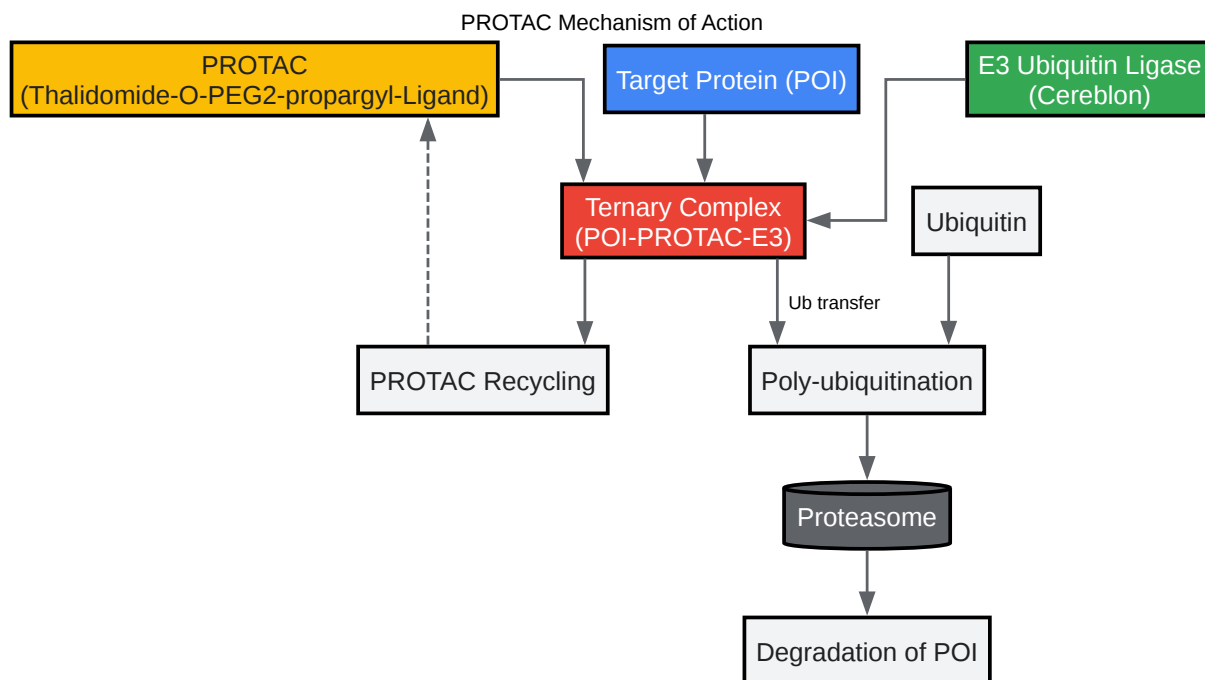 PROTAC Mechanism of Action
PROTAC
(Thalidomide-O-PEG2-propargyl-Ligand)
Target Protein (POI)
E3 Ubiquitin Ligase
(Cereblon)
Ternary Complex
(POI-PROTAC-E3)
Ubiquitin
Ub transfer
PROTAC Recycling
Poly-ubiquitination
Proteasome
Degradation of POI